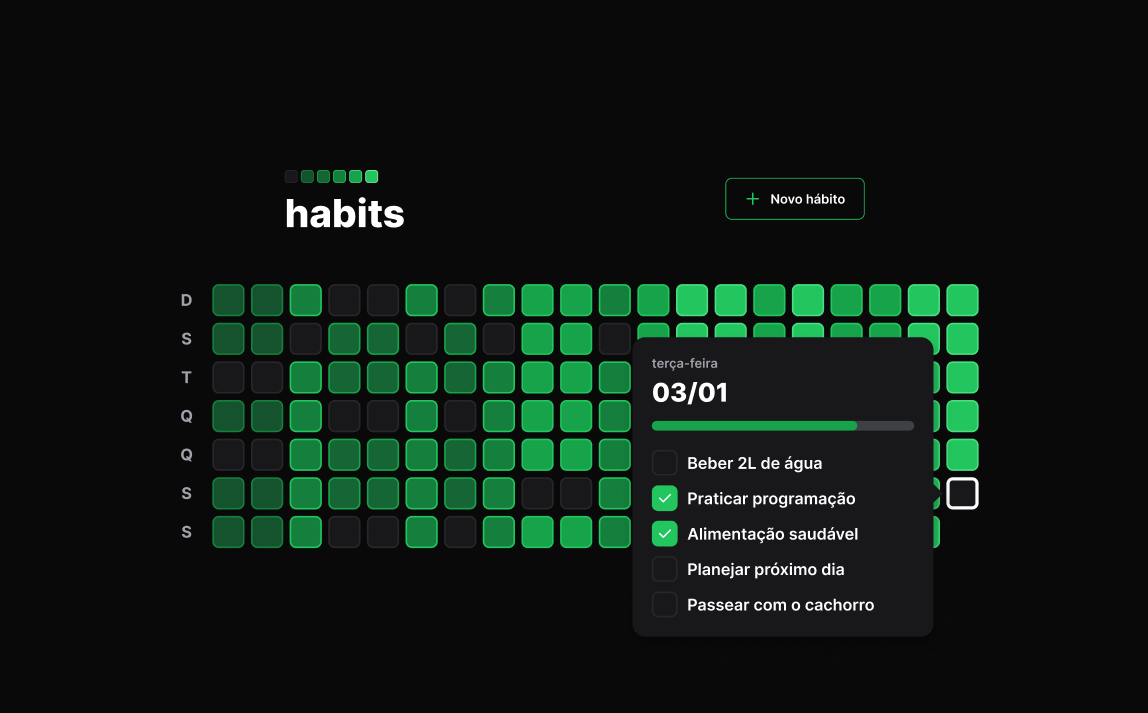 habits
Novo hábito
D
S
T
Q
Q
S
S
terça-feira
03/01
Beber 2L de água
Praticar programação
Alimentação saudável
Planejar próximo dia
Passear com o cachorro